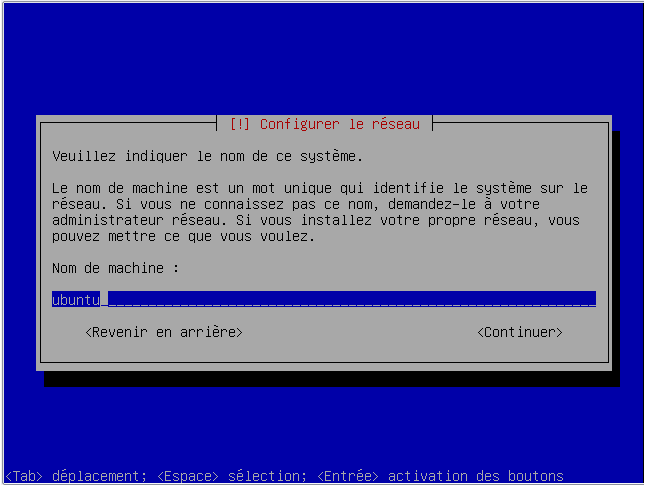 [!] Configurer le réseau
Veuillez indiquer le nom de ce système.
Le nom de machine est un mot unique qui identifie le système sur le
réseau. Si vous ne connaissez pas ce nom, demandez-le à votre
administrateur réseau. Si vous installez votre propre réseau, vous
pouvez mettre ce que vous voulez.
Nom de machine :
ubuntu
<Revenir en arrière> <Continuer>
<Tab> déplacement; <Espace> sélection; <Entrée> activation des boutons